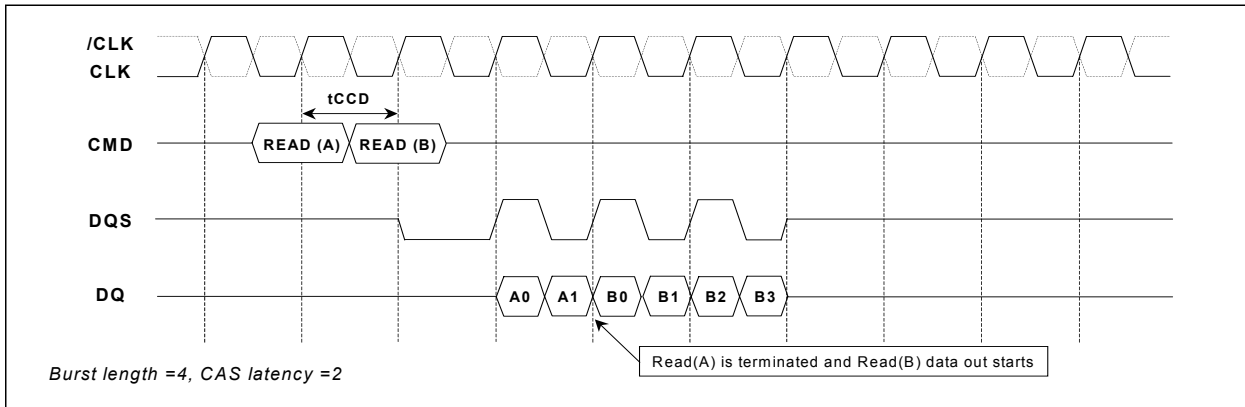 /CLK
CLK
tCCD
CMD READ (A) READ (B)
DQS
DQ A0 A1 B0 B1 B2 B3
Read(A) is terminated and Read(B) data out starts
Burst length =4, CAS latency =2